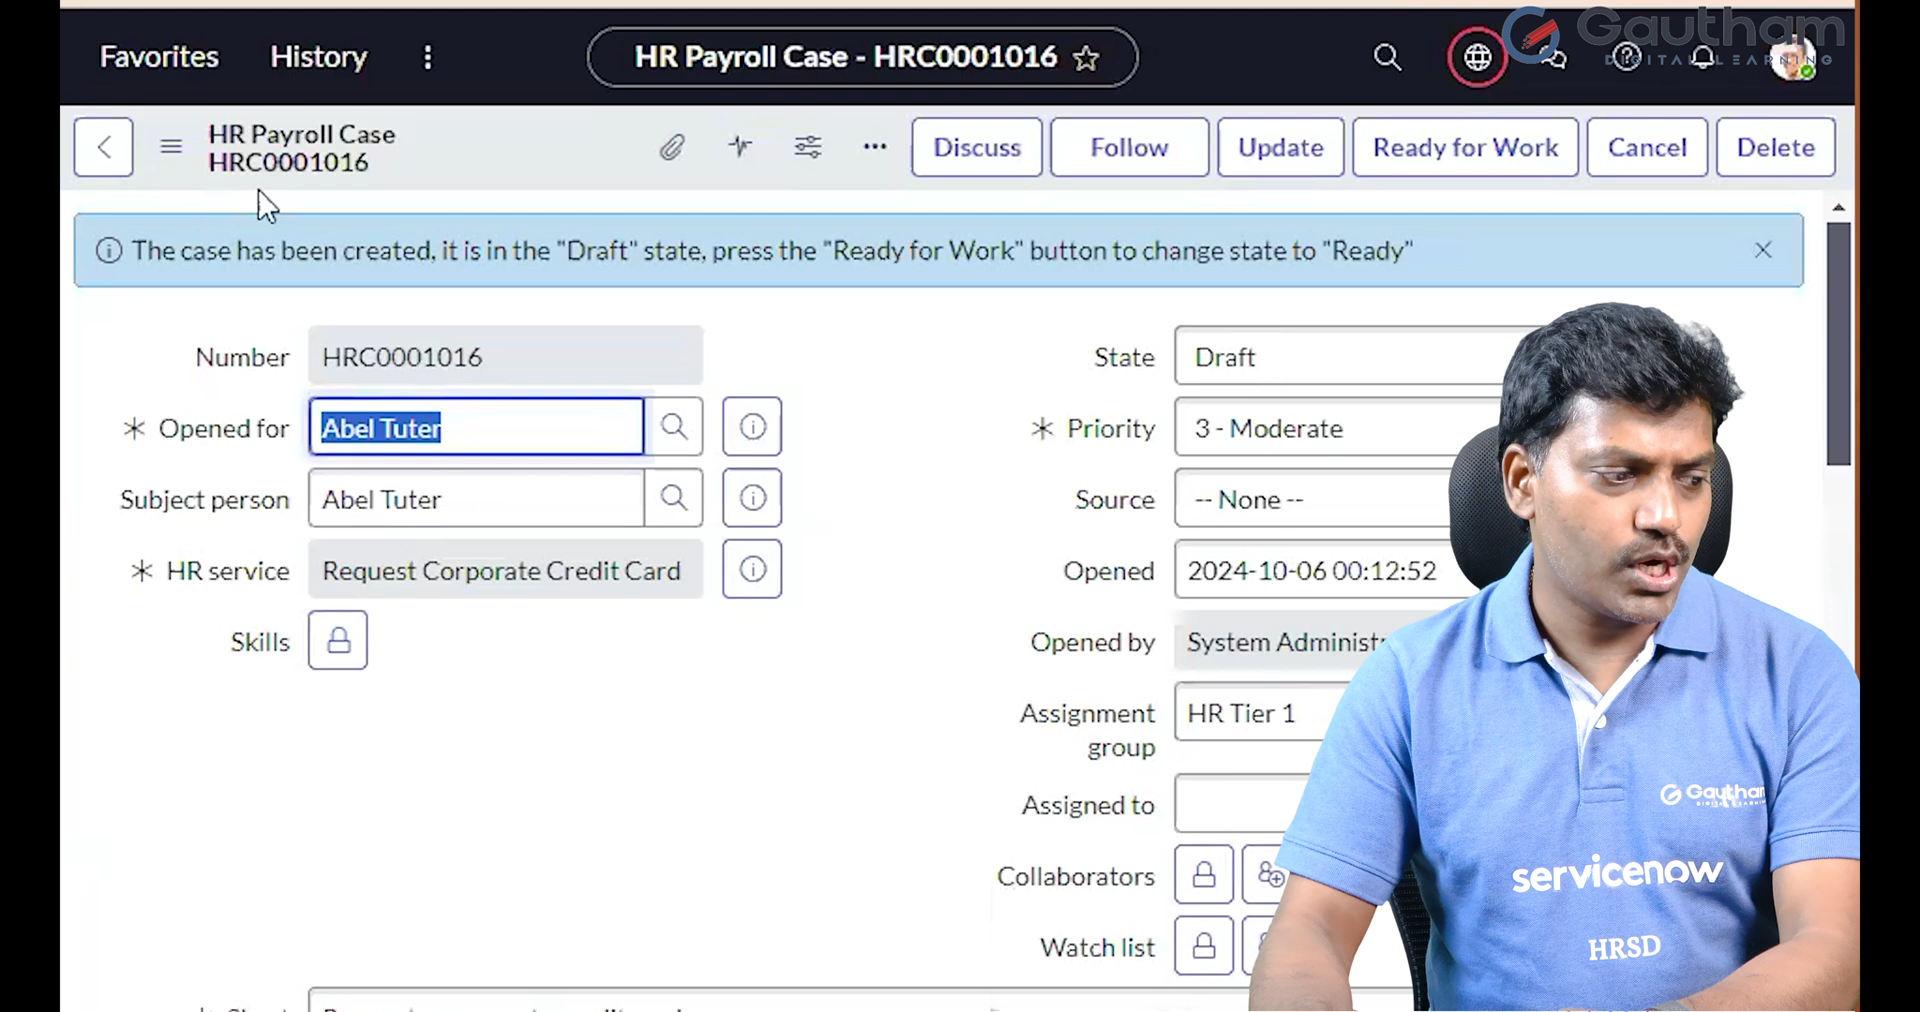 Favorites
History
HR Payroll Case - HRC0001016
Gautham
DIGITAL LEARNING
HR Payroll Case
HRC0001016
Discuss
Follow
Update
Ready for Work
Cancel
Delete
The case has been created, it is in the "Draft" state, press the "Ready for Work" button to change state to "Ready"
Number
HRC0001016
Opened for
Abel Tuter
Subject person
Abel Tuter
HR service
Request Corporate Credit Card
Skills
State
Draft
Priority
3 - Moderate
Source
-- None --
Opened
2024-10-06 00:12:52
Opened by
System Administr
Assignment
group
HR Tier 1
Assigned to
Collaborators
Watch list
Gautham
servicenow
HRSD